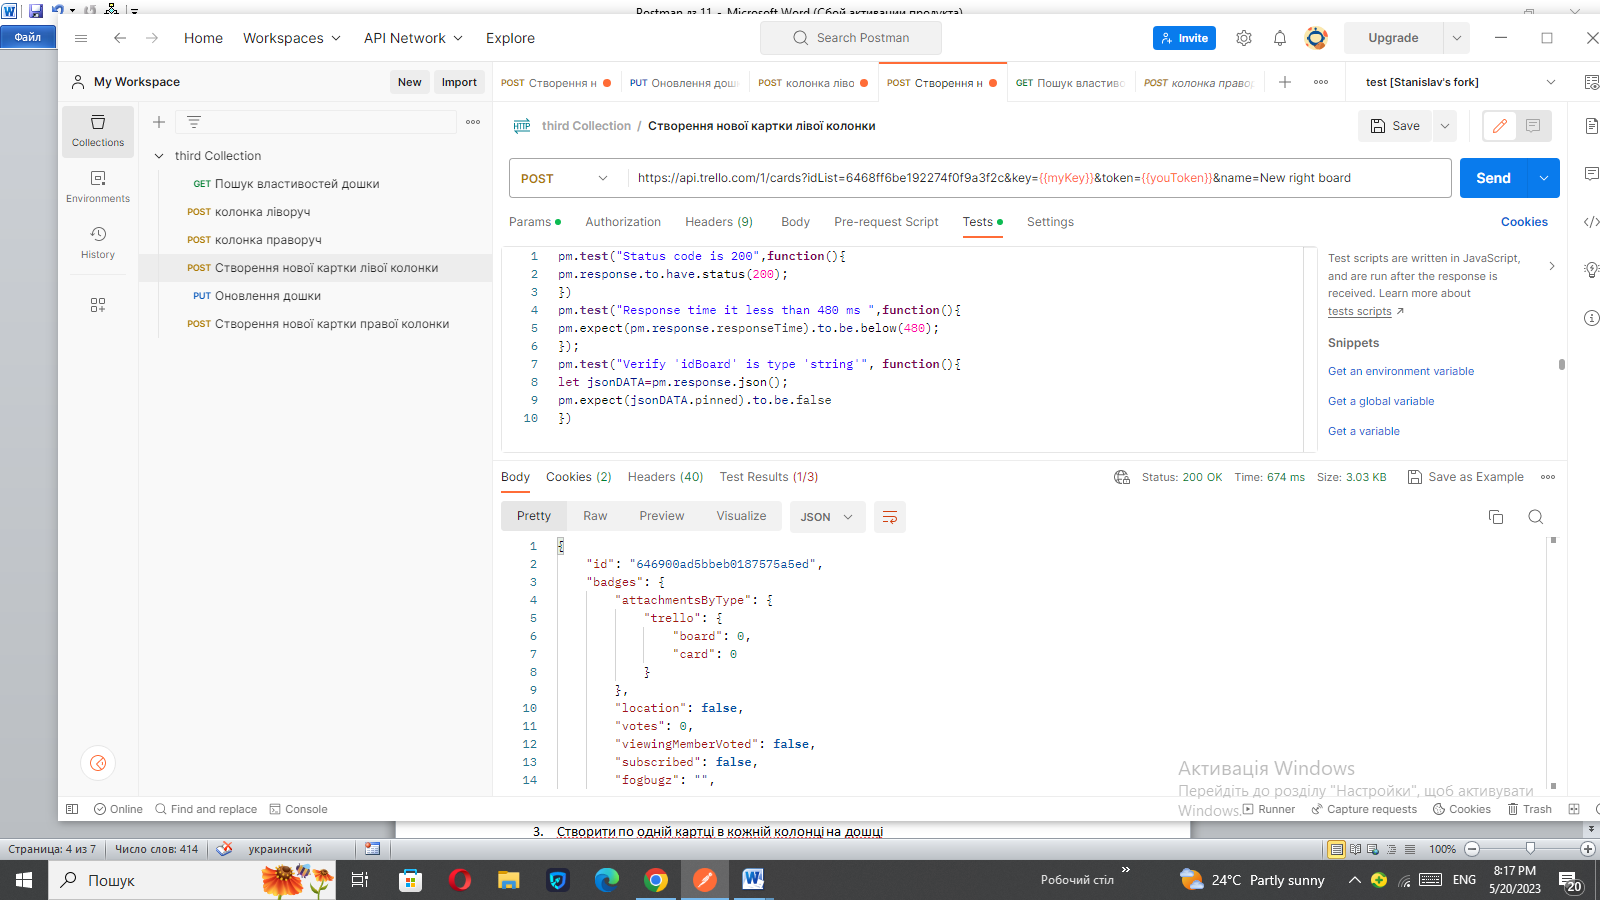 Postman дз 11 - Microsoft Word (Сбой активации продукта)
Файл
Home
Workspaces
API Network
Explore
Search Postman
Invite
Upgrade
My Workspace
New
Import
POST Створення н
PUT Оновлення дош
POST колонка ліво
POST Створення н
GET Пошук властиво
POST колонка правор
test [Stanislav's fork]
Collections
Environments
History
third Collection
GET Пошук властивостей дошки
POST колонка ліворуч
POST колонка праворуч
POST Створення нової картки лівої колонки
PUT Оновлення дошки
POST Створення нової картки правої колонки
HTTP
third Collection / Створення нової картки лівої колонки
Save
POST
https://api.trello.com/1/cards?idList=6468ff6be192274f0f9a3f2c&key={{myKey}}&token={{youToken}}&name=New right board
Send
Params
Authorization
Headers (9)
Body
Pre-request Script
Tests
Settings
Cookies
1 pm.test("Status code is 200",function(){
2 pm.response.to.have.status(200);
3 })
4 pm.test("Response time it less than 480 ms ",function(){
5 pm.expect(pm.response.responseTime).to.be.below(480);
6 });
7 pm.test("Verify 'idBoard' is type 'string'", function(){
8 let jsonDATA=pm.response.json();
9 pm.expect(jsonDATA.pinned).to.be.false
10 })
Test scripts are written in JavaScript,
and are run after the response is
received. Learn more about
tests scripts
Snippets
Get an environment variable
Get a global variable
Get a variable
Body
Cookies (2)
Headers (40)
Test Results (1/3)
Status: 200 OK
Time: 674 ms
Size: 3.03 KB
Save as Example
Pretty
Raw
Preview
Visualize
JSON
1 {
2 "id": "646900ad5bbeb0187575a5ed",
3 "badges": {
4 "attachmentsByType": {
5 "trello": {
6 "board": 0,
7 "card": 0
8 }
9 },
10 "location": false,
11 "votes": 0,
12 "viewingMemberVoted": false,
13 "subscribed": false,
14 "fogbugz": "",
Активація Windows
Перейдіть до розділу "Настройки", щоб активувати
Windows.
Online
Find and replace
Console
Runner
Capture requests
Cookies
Trash
3. Створити по одній картці в кожній колонці на дошці
Страница: 4 из 7
Число слов: 414
украинский
100%
Пошук
Робочий стіл
24°C Partly sunny
ENG
8:17 PM
5/20/2023
20